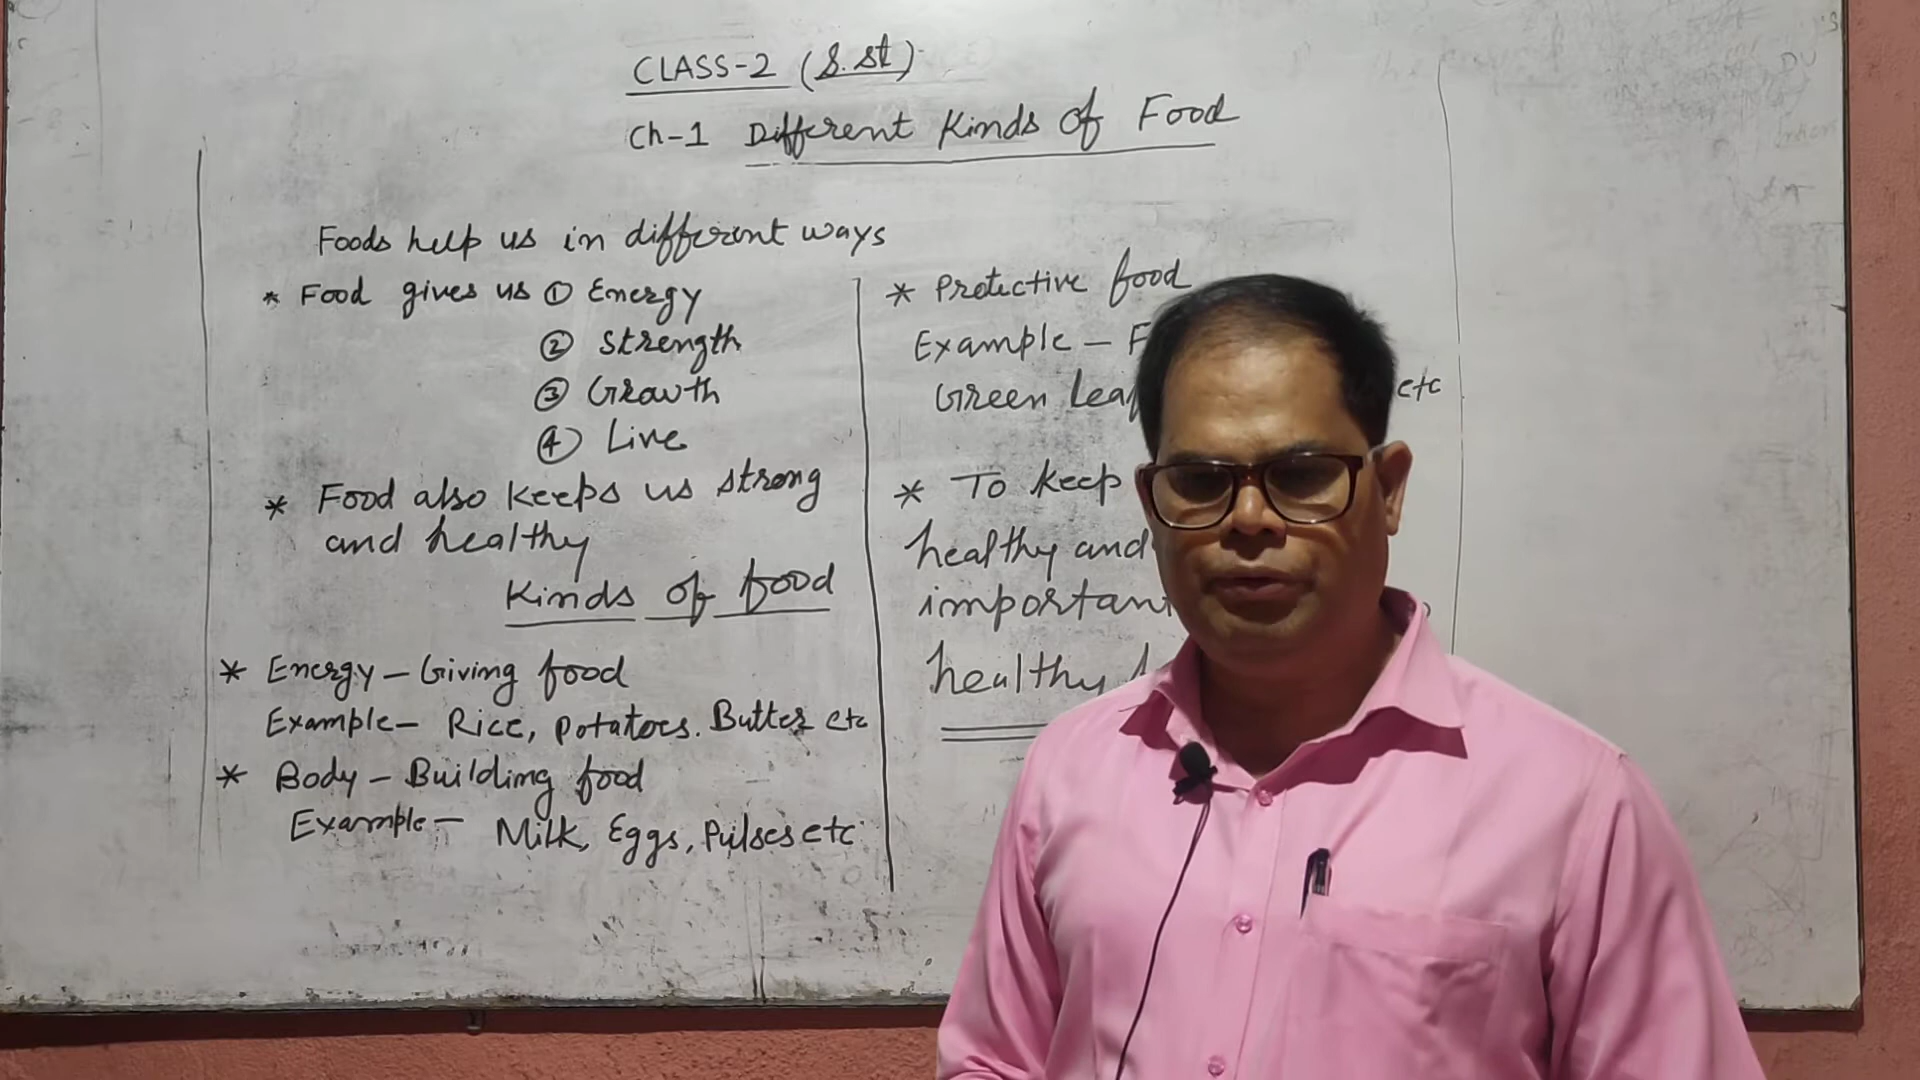 CLASS-2 (S.st)
Ch-1 Different Kinds of Food
Foods help us in different ways
* Food gives us ① Energy
② Strength
③ Growth
④ Live
* Food also keeps us strong
and healthy
Kinds of food
* Energy - Giving food
Example - Rice, Potatoes. Butter etc
* Body - Building food
Example - Milk, Eggs, Pulses etc
* Protective food
Example -
Green etc
* To keep
healthy and
important
healthy